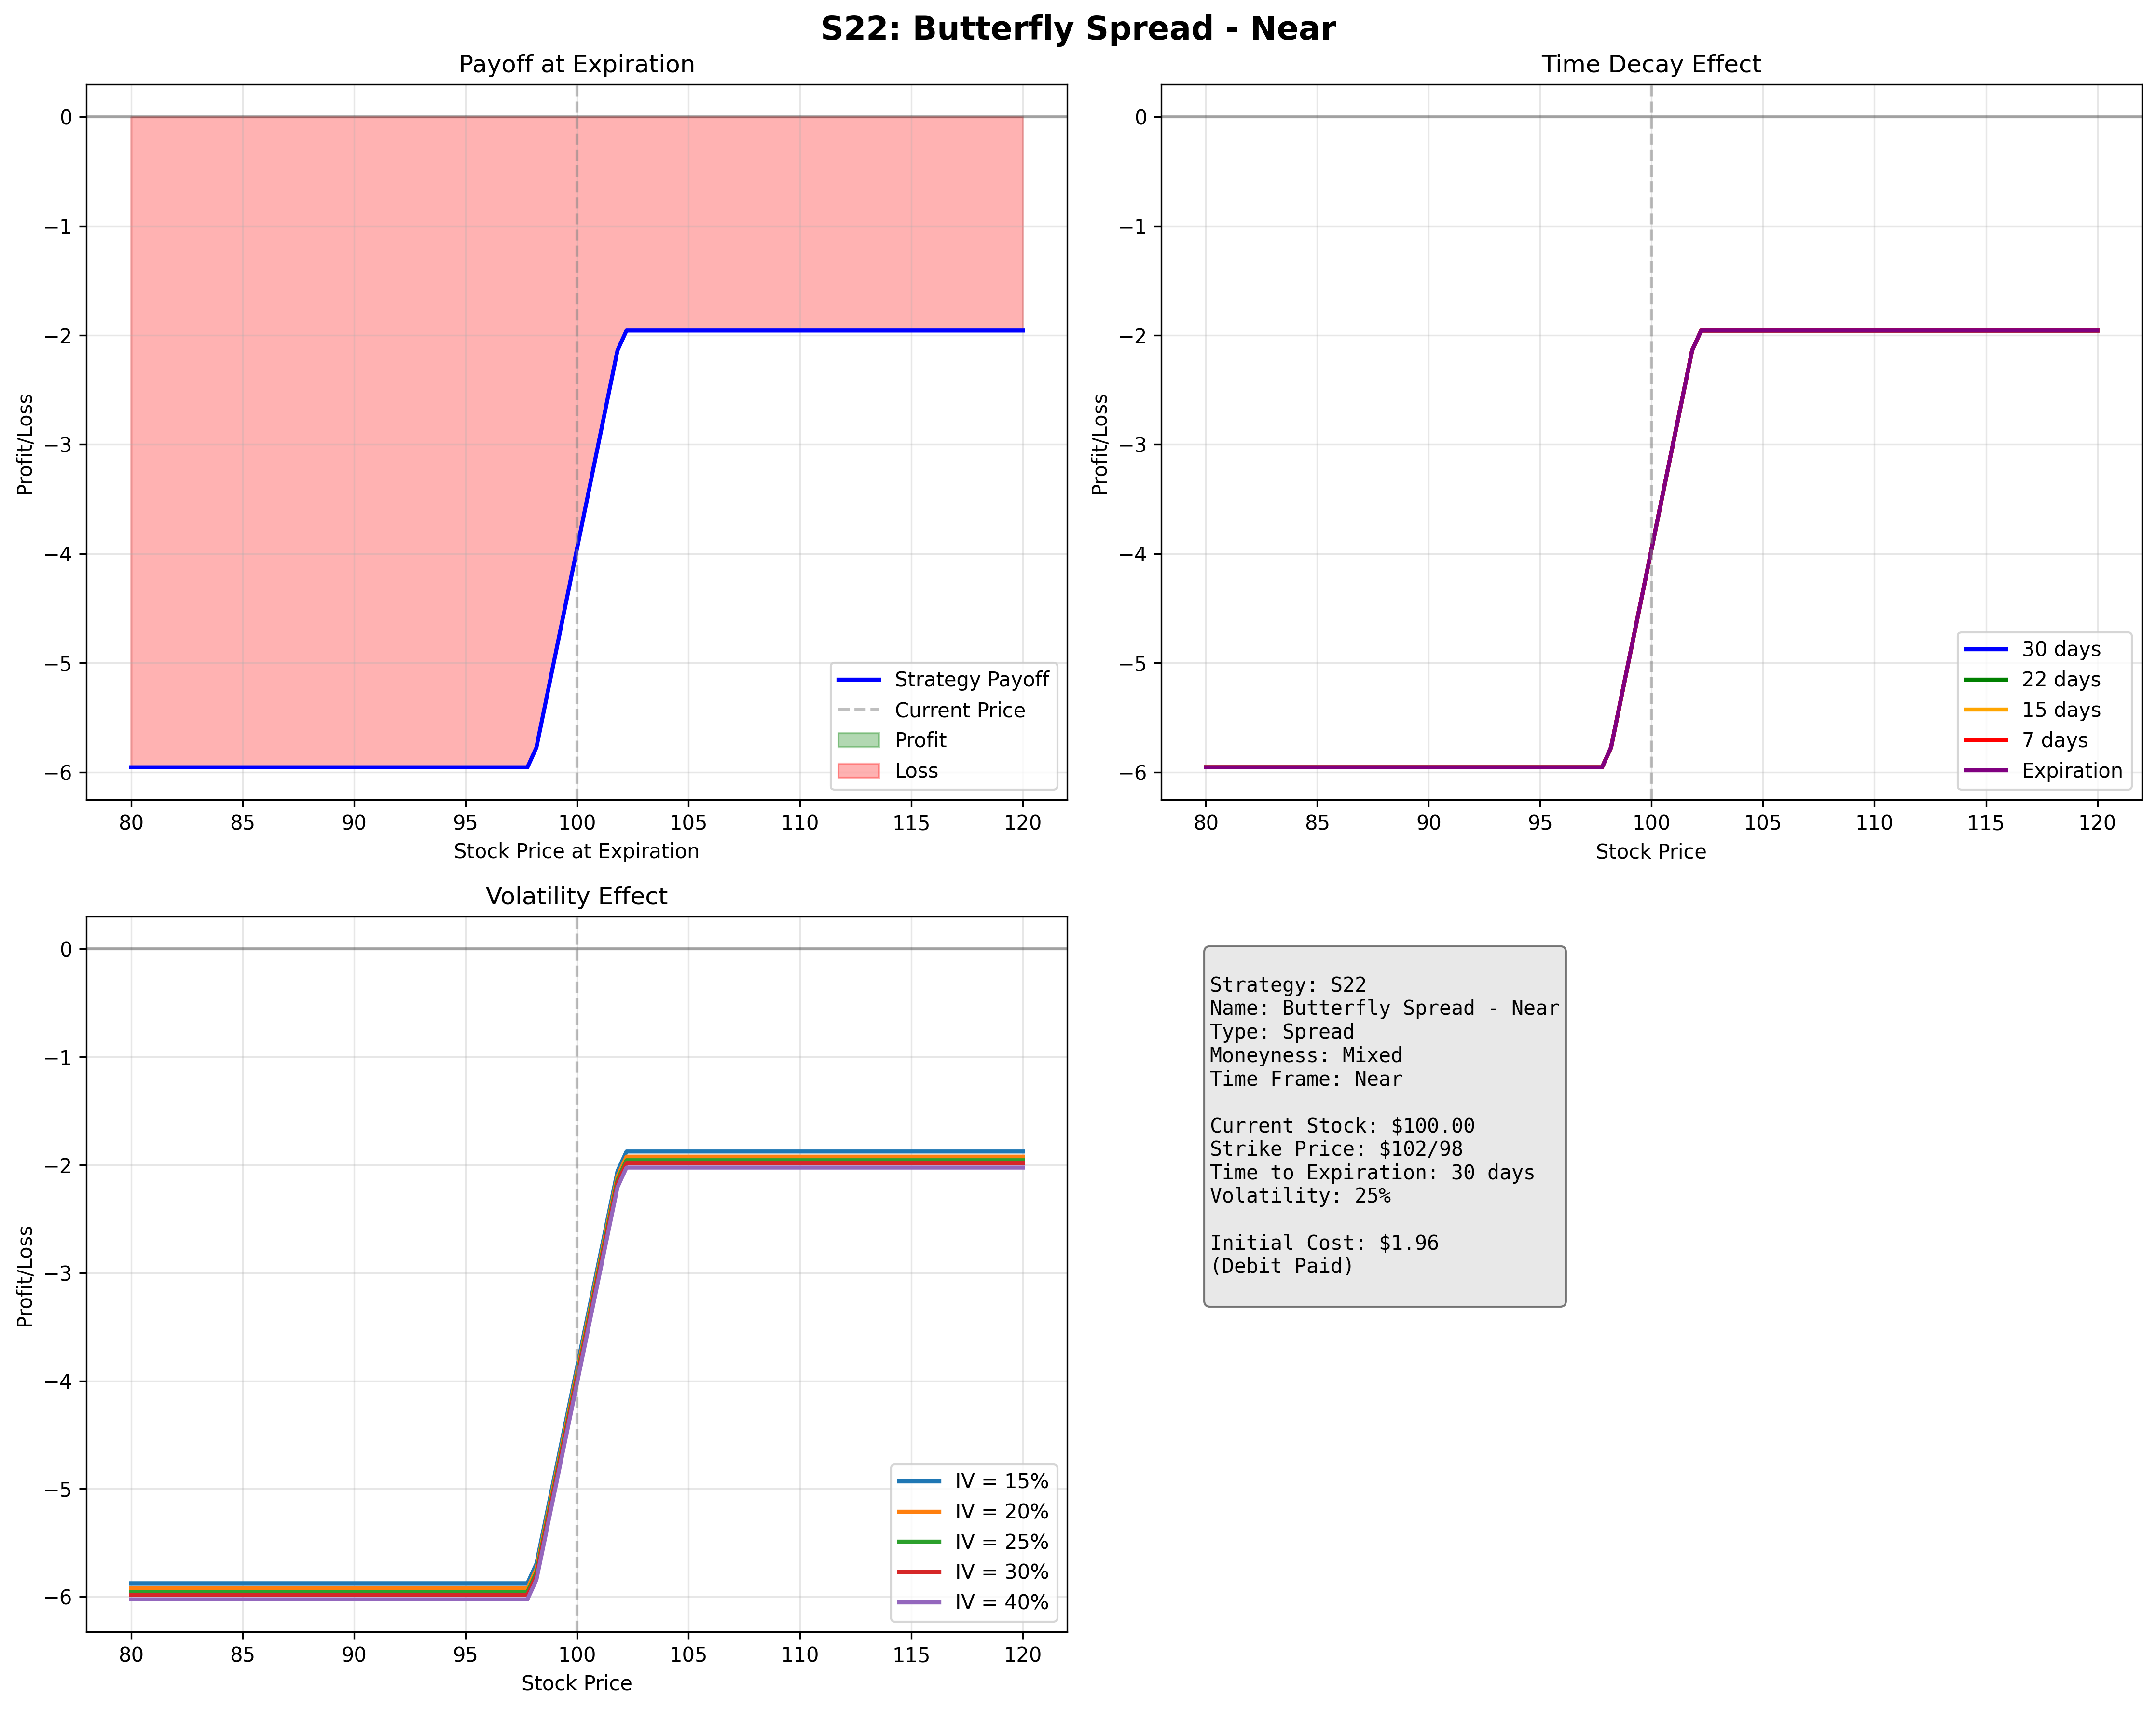 S22: Butterfly Spread - Near
Payoff at Expiration
0
−1
−2
−3
−4
−5
−6
Profit/Loss
80 85 90 95 100 105 110 115 120
Stock Price at Expiration
Strategy Payoff
Current Price
Profit
Loss
Time Decay Effect
0
−1
−2
−3
−4
−5
−6
Profit/Loss
80 85 90 95 100 105 110 115 120
Stock Price
30 days
22 days
15 days
7 days
Expiration
Volatility Effect
0
−1
−2
−3
−4
−5
−6
Profit/Loss
80 85 90 95 100 105 110 115 120
Stock Price
IV = 15%
IV = 20%
IV = 25%
IV = 30%
IV = 40%
Strategy: S22
Name: Butterfly Spread - Near
Type: Spread
Moneyness: Mixed
Time Frame: Near
Current Stock: $100.00
Strike Price: $102/98
Time to Expiration: 30 days
Volatility: 25%
Initial Cost: $1.96
(Debit Paid)